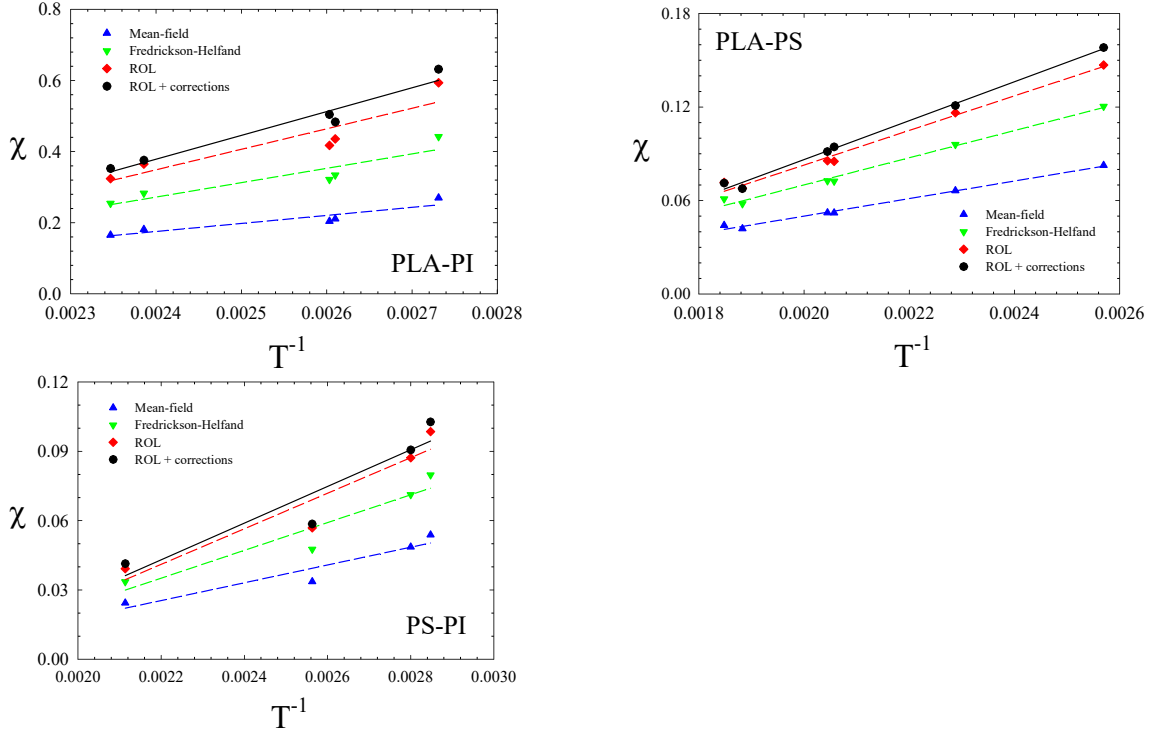 0.8
Mean-field
Fredrickson-Helfand
ROL
ROL + corrections
0.6
χ
0.4
0.2
PLA-PI
0.0
0.0023 0.0024 0.0025 0.0026 0.0027 0.0028
T-1
0.18
PLA-PS
χ
0.12
0.06
Mean-field
Fredrickson-Helfand
ROL
ROL + corrections
0.00
0.0018 0.0020 0.0022 0.0024 0.0026
T-1
0.12
Mean-field
Fredrickson-Helfand
ROL
ROL + corrections
0.09
χ
0.06
0.03
PS-PI
0.00
0.0020 0.0022 0.0024 0.0026 0.0028 0.0030
T-1